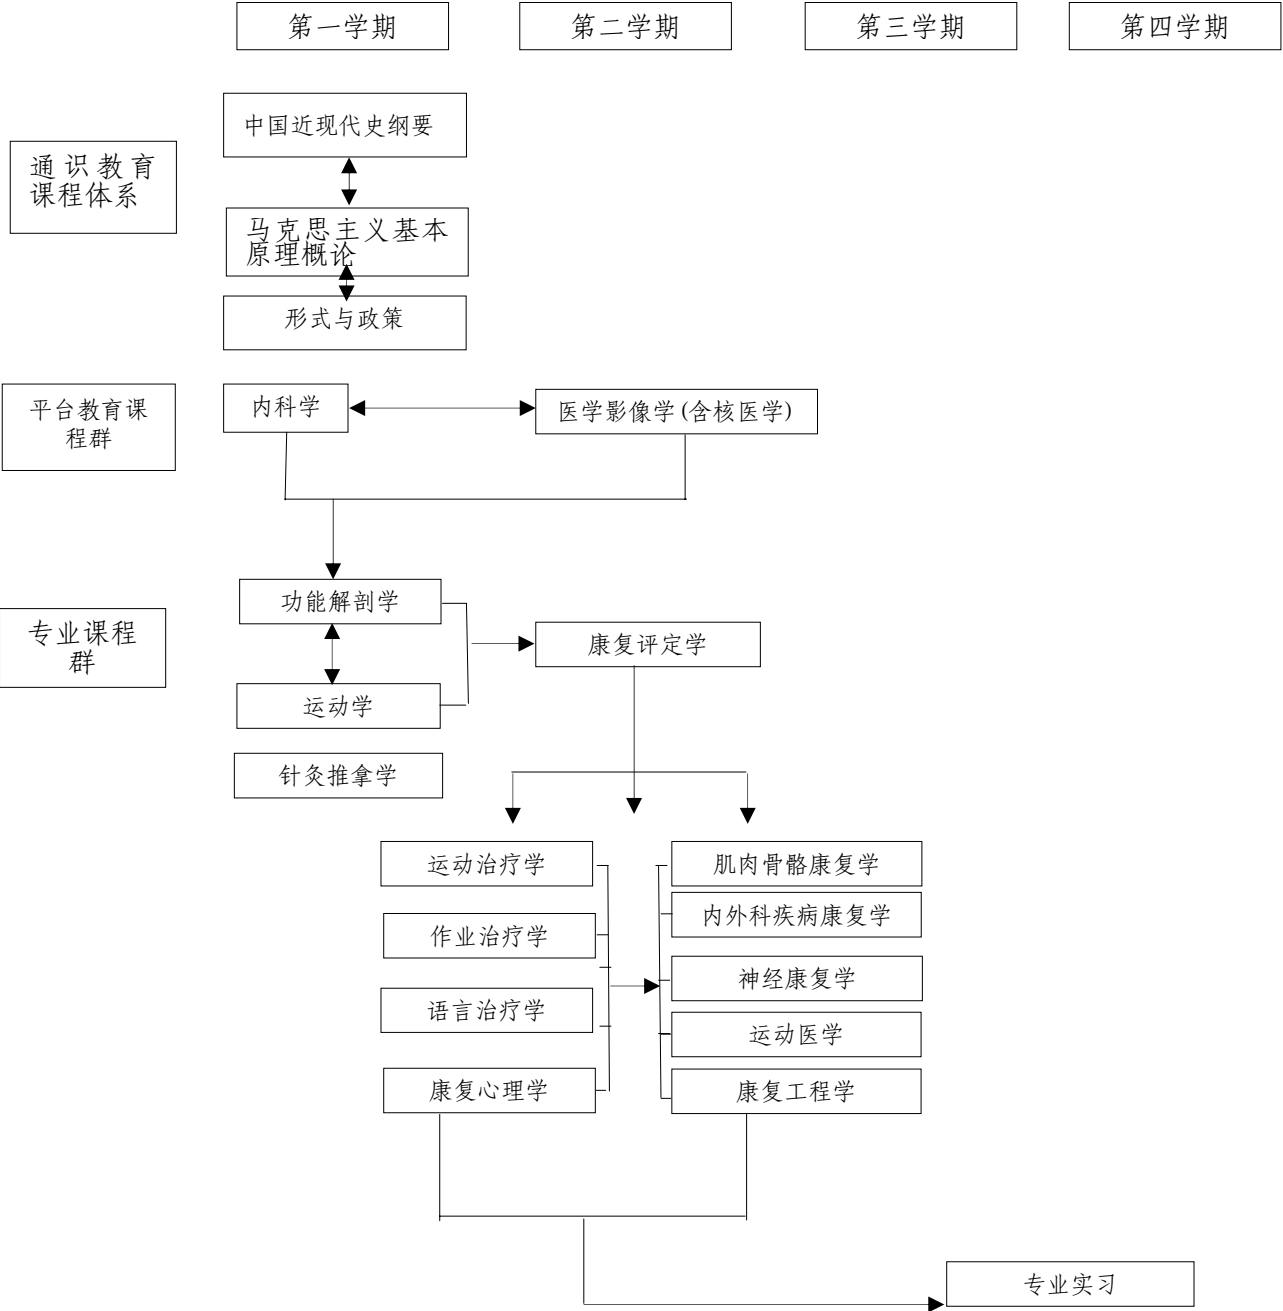 第一学期
第二学期
第三学期
第四学期
中国近现代史纲要
通识教育
课程体系
马克思主义基本
原理概论
形式与政策
平台教育课
程群
内科学
医学影像学(含核医学)
功能解剖学
专业课程
群
康复评定学
运动学
针灸推拿学
运动治疗学
肌肉骨骼康复学
内外科疾病康复学
作业治疗学
神经康复学
语言治疗学
运动医学
康复心理学
康复工程学
专业实习